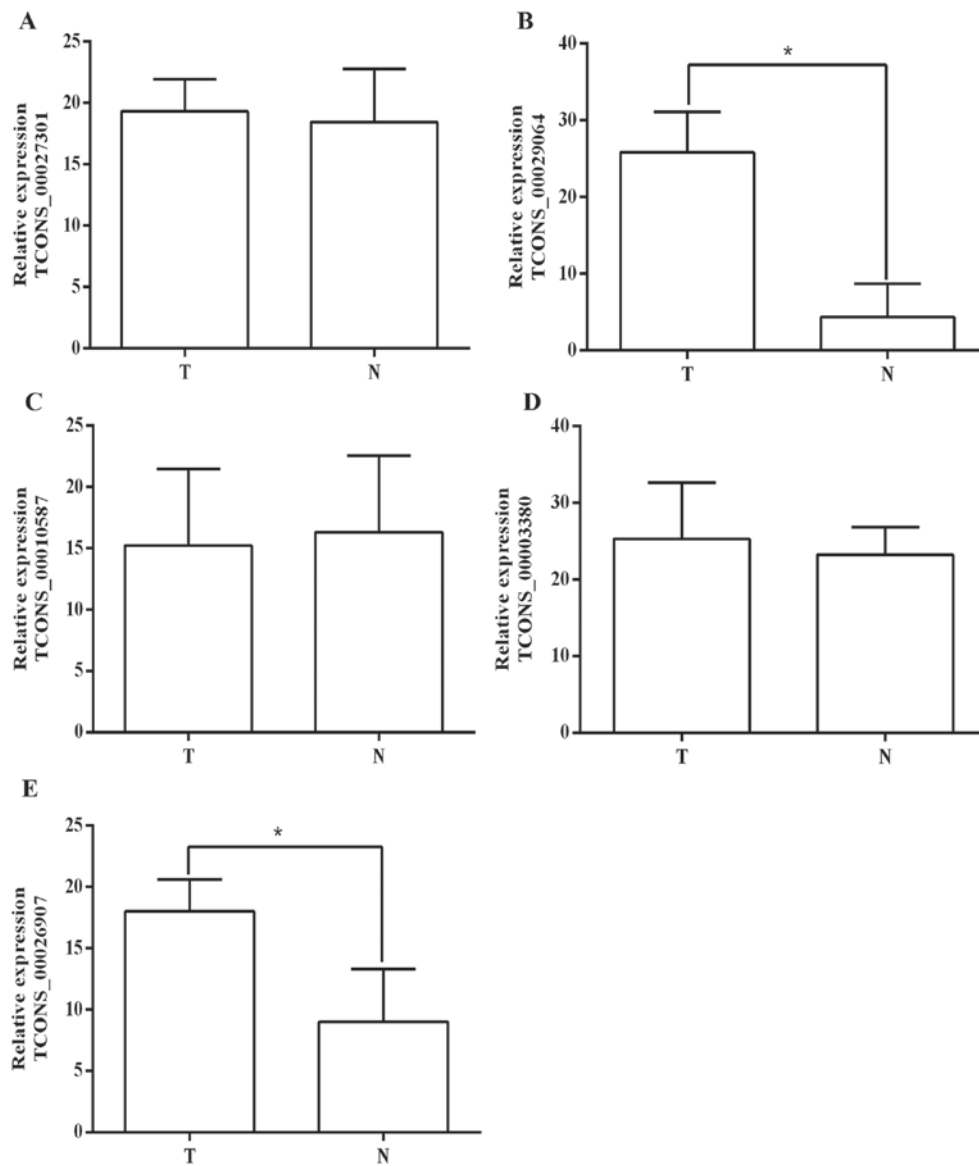 A
Relative expression
TCONS_00027301
25
20
15
10
5
0
T N
B
Relative expression
TCONS_00029064
40
30
20
10
0
*
T N
C
Relative expression
TCONS_00010587
25
20
15
10
5
0
T N
D
Relative expression
TCONS_00003380
40
30
20
10
0
T N
E
Relative expression
TCONS_00026907
25
20
15
10
5
0
*
T N